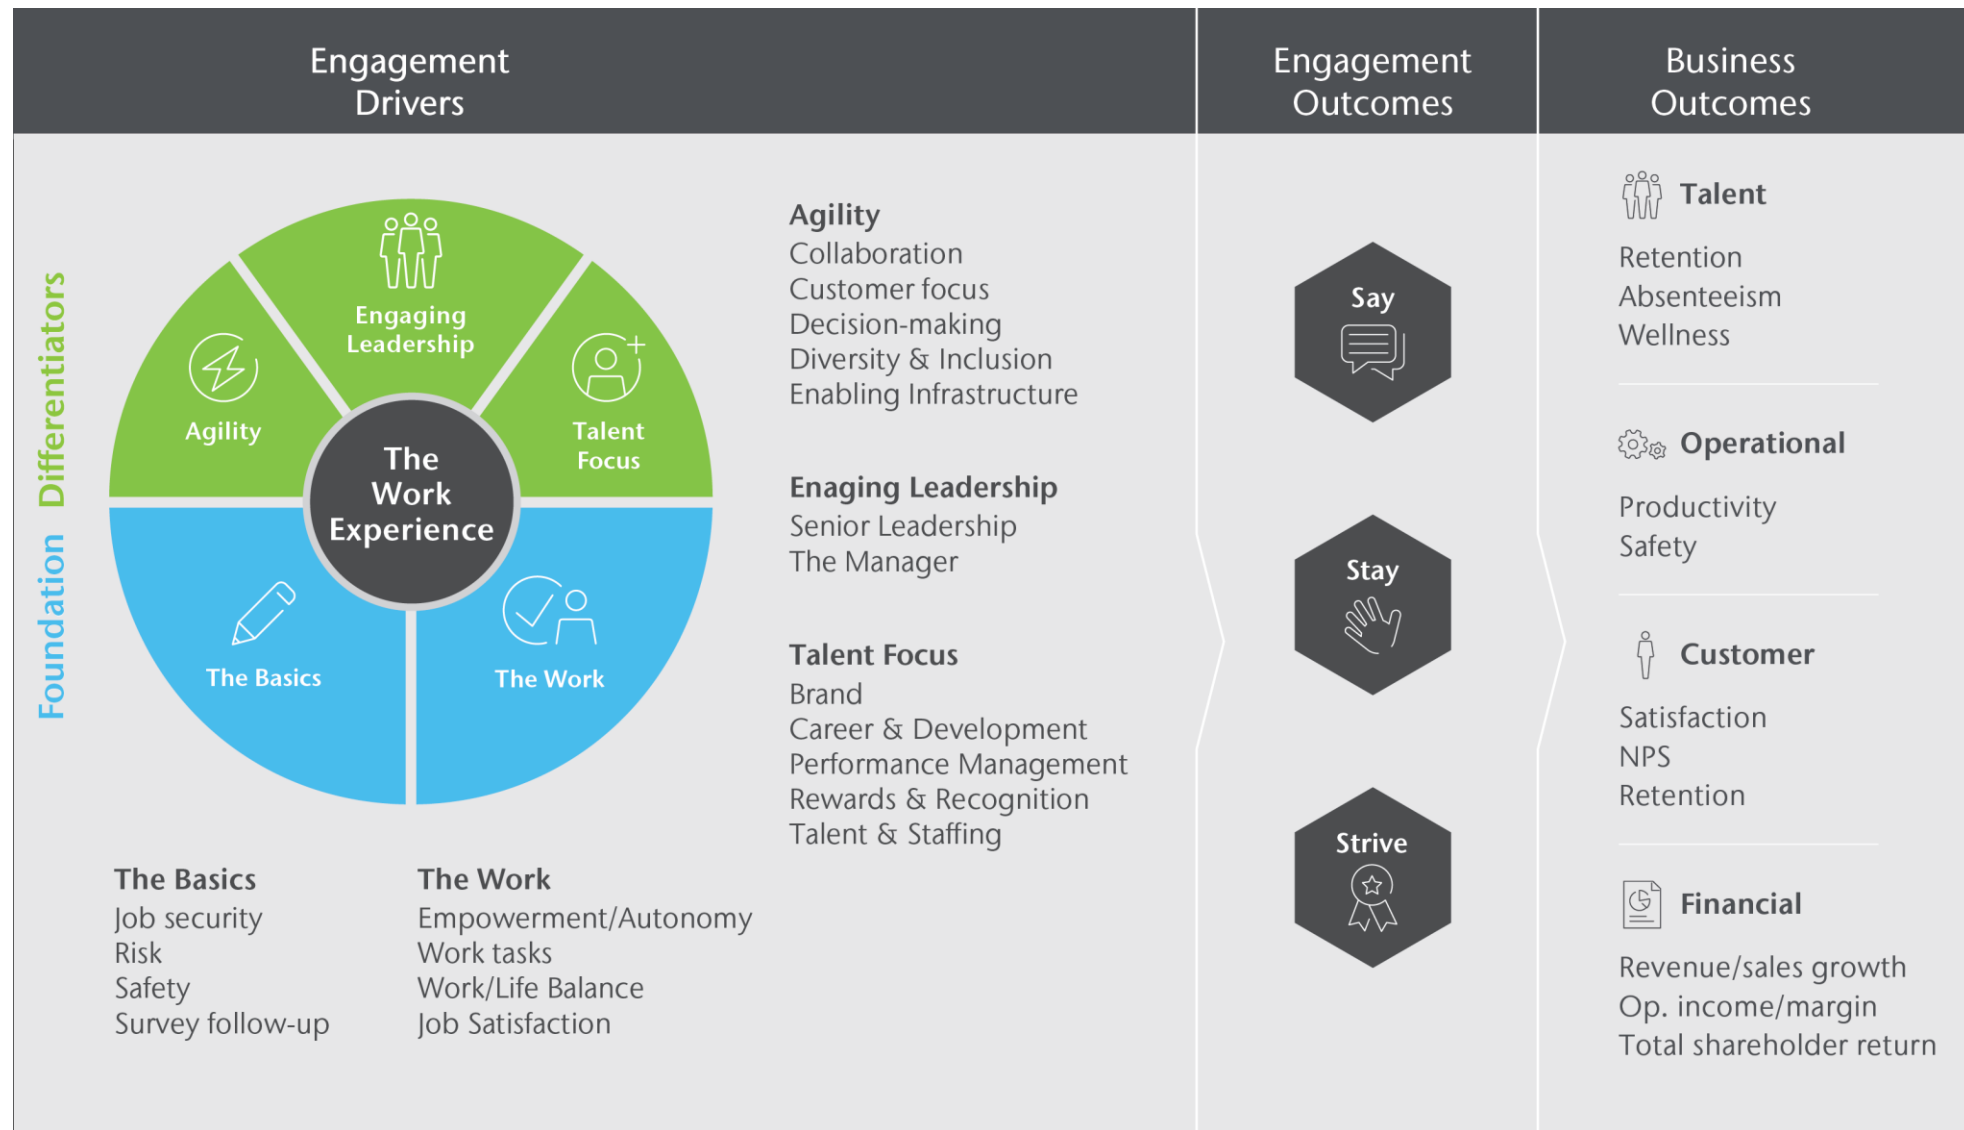 Engagement
Drivers
Engagement
Outcomes
Business
Outcomes
Differentiators
Foundation
Engaging
Leadership
Agility
Talent
Focus
The
Work
Experience
The Basics
The Work
The Basics
Job security
Risk
Safety
Survey follow-up
The Work
Empowerment/Autonomy
Work tasks
Work/Life Balance
Job Satisfaction
Agility
Collaboration
Customer focus
Decision-making
Diversity & Inclusion
Enabling Infrastructure
Enaging Leadership
Senior Leadership
The Manager
Talent Focus
Brand
Career & Development
Performance Management
Rewards & Recognition
Talent & Staffing
Say
Stay
Strive
Talent
Retention
Absenteeism
Wellness
Operational
Productivity
Safety
Customer
Satisfaction
NPS
Retention
Financial
Revenue/sales growth
Op. income/margin
Total shareholder return